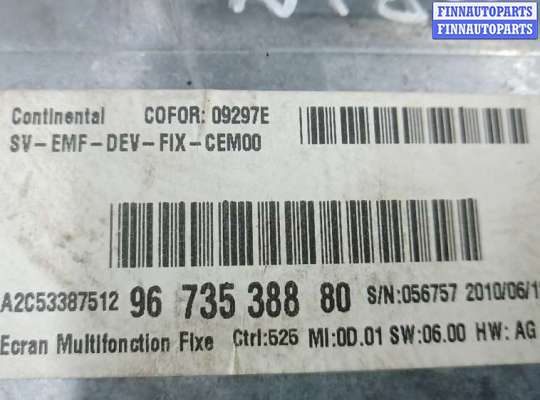 FINNAUTOPARTS
FINNAUTOPARTS
Continental COFOR: 09297E
SV-EMF-DEV-FIX-CEM00
A2C53387512 96 735 388 80 S/N:056757 2010/06/1
Ecran Multifonction Fixe Ctrl:525 MI:0D.01 SW:06.00 HW: AG